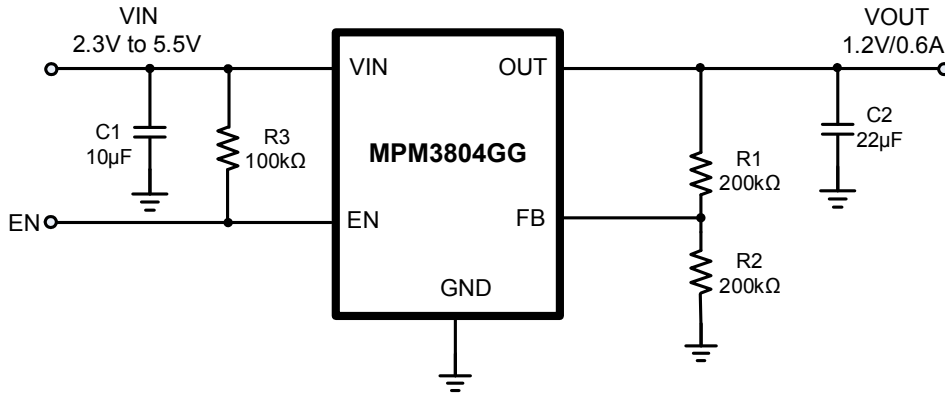 VIN
2.3V to 5.5V
VOUT
1.2V/0.6A
VIN
OUT
C1
10µF
R3
100kΩ
MPM3804GG
R1
200kΩ
C2
22µF
EN
EN
FB
R2
200kΩ
GND